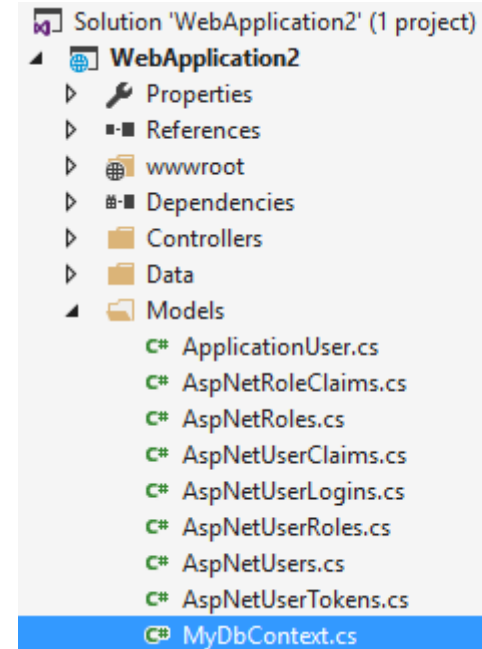 Solution 'WebApplication2' (1 project)
WebApplication2
Properties
References
wwwroot
Dependencies
Controllers
Data
Models
C# ApplicationUser.cs
C# AspNetRoleClaims.cs
C# AspNetRoles.cs
C# AspNetUserClaims.cs
C# AspNetUserLogins.cs
C# AspNetUserRoles.cs
C# AspNetUsers.cs
C# AspNetUserTokens.cs
C# MyDbContext.cs